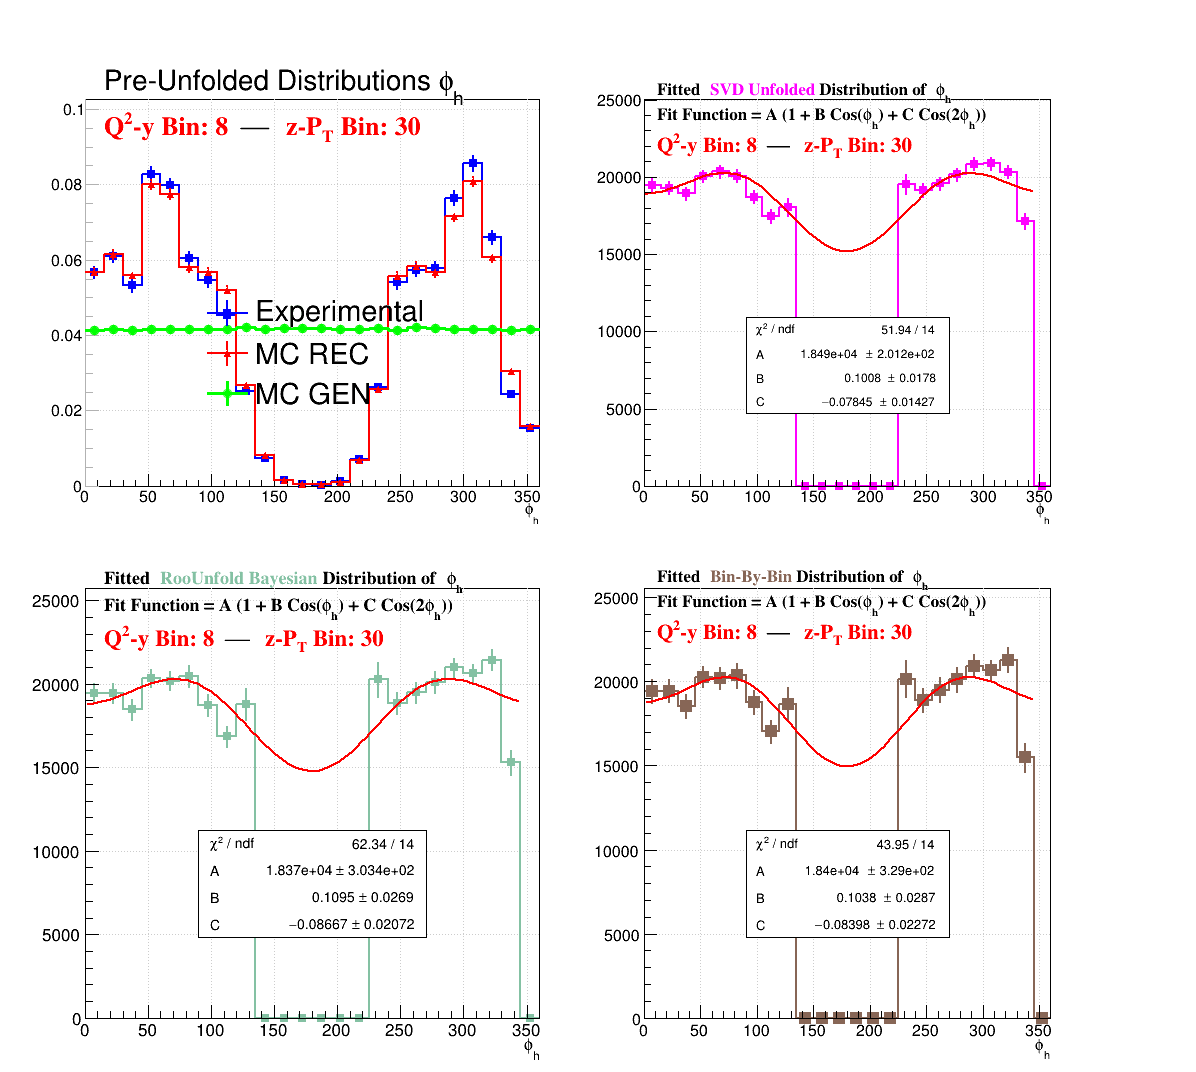 Pre-Unfolded Distributions ϕh
Q²-y Bin: 8 — z-PT Bin: 30
0.1
0.08
0.06
0.04
0.02
0
Experimental
MC REC
MC GEN
0 50 100 150 200 250 300 350
ϕh
Fitted SVD Unfolded Distribution of ϕh
Fit Function = A (1 + B Cos(ϕh) + C Cos(2ϕh))
Q²-y Bin: 8 — z-PT Bin: 30
25000
20000
15000
10000
5000
0
χ² / ndf 51.94 / 14
A 1.849e+04 ± 2.012e+02
B 0.1008 ± 0.0178
C −0.07845 ± 0.01427
0 50 100 150 200 250 300 350
ϕh
Fitted RooUnfold Bayesian Distribution of ϕh
Fit Function = A (1 + B Cos(ϕh) + C Cos(2ϕh))
Q²-y Bin: 8 — z-PT Bin: 30
25000
20000
15000
10000
5000
0
χ² / ndf 62.34 / 14
A 1.837e+04 ± 3.034e+02
B 0.1095 ± 0.0269
C −0.08667 ± 0.02072
0 50 100 150 200 250 300 350
ϕh
Fitted Bin-By-Bin Distribution of ϕh
Fit Function = A (1 + B Cos(ϕh) + C Cos(2ϕh))
Q²-y Bin: 8 — z-PT Bin: 30
25000
20000
15000
10000
5000
0
χ² / ndf 43.95 / 14
A 1.84e+04 ± 3.29e+02
B 0.1038 ± 0.0287
C −0.08398 ± 0.02272
0 50 100 150 200 250 300 350
ϕh